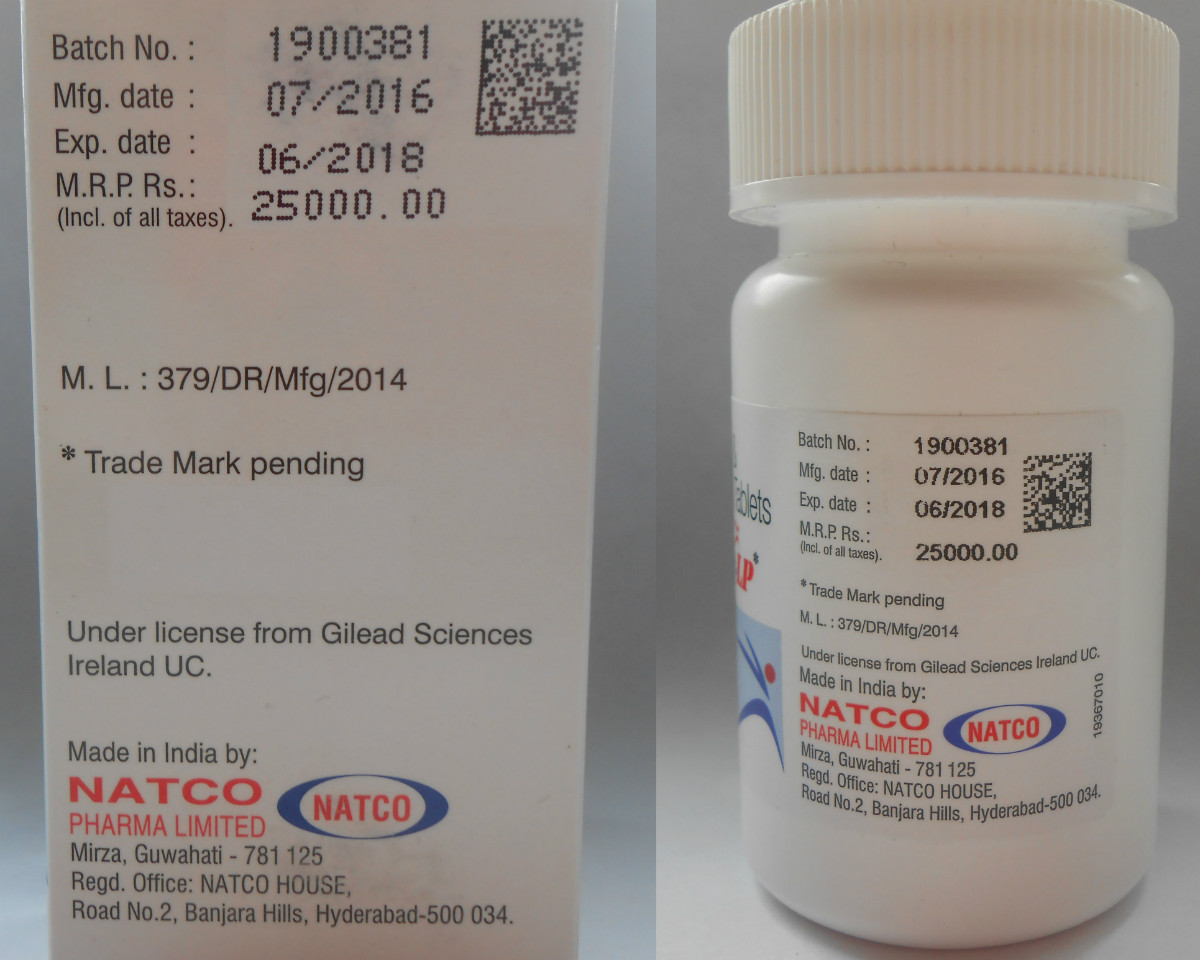 Batch No. : 1900381
Mfg. date : 07/2016
Exp. date : 06/2018
M.R.P. Rs.: 25000.00
(Incl. of all taxes).
M. L. : 379/DR/Mfg/2014
* Trade Mark pending
Under license from Gilead Sciences
Ireland UC.
Made in India by:
NATCO
PHARMA LIMITED
NATCO
Mirza, Guwahati - 781 125
Regd. Office: NATCO HOUSE,
Road No.2, Banjara Hills, Hyderabad-500 034.
Batch No. : 1900381
Mfg. date : 07/2016
Exp. date : 06/2018
M.R.P. Rs.: 25000.00
(Incl. of all taxes).
* Trade Mark pending
M. L. : 379/DR/Mfg/2014
Under license from Gilead Sciences Ireland UC.
Made in India by:
NATCO
PHARMA LIMITED
NATCO
Mirza, Guwahati - 781 125
Regd. Office: NATCO HOUSE,
Road No.2, Banjara Hills, Hyderabad-500 034.
19367010